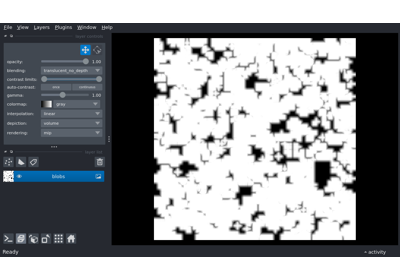 File View Layers Plugins Window Help
opacity: 1.00
blending: translucent_no_depth
contrast limits:
auto-contrast: once continuous
gamma: 1.00
colormap: gray
interpolation: linear
depiction: volume
rendering: mip
blobs
Ready activity